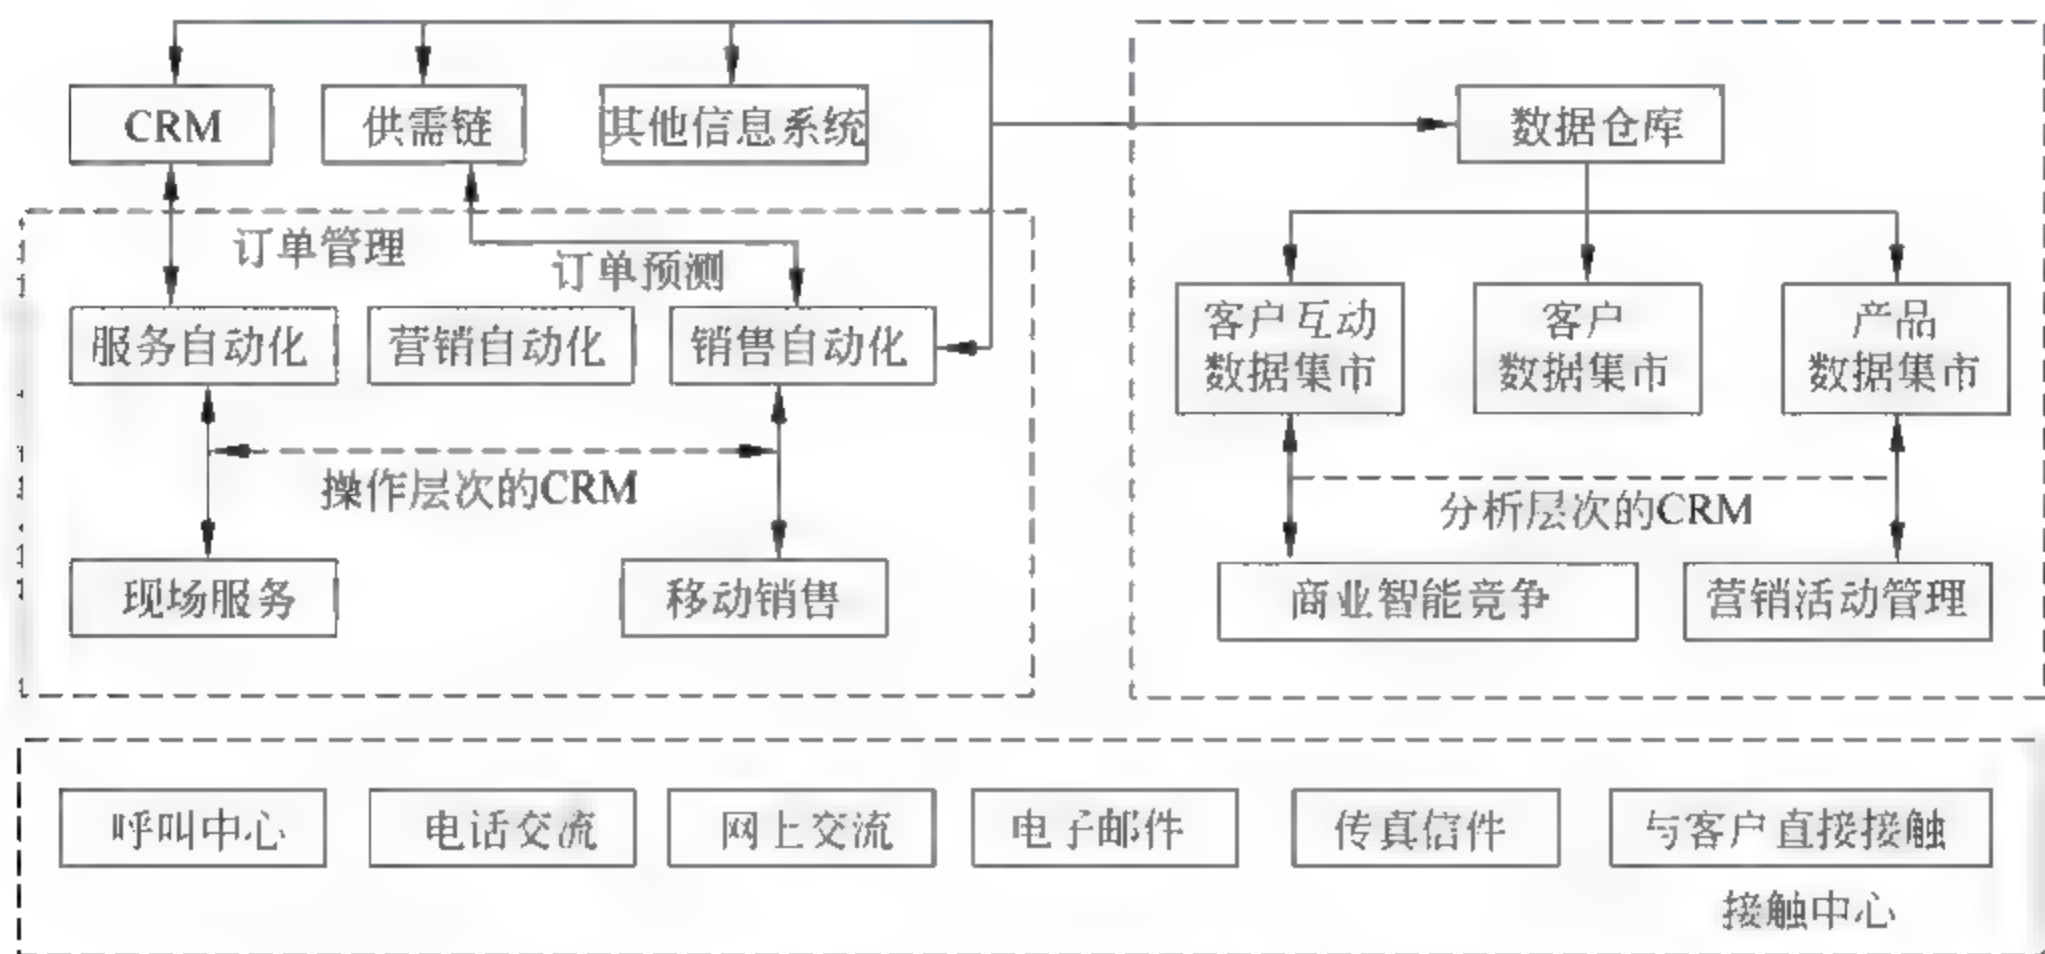 CRM
供需链
其他信息系统
数据仓库
订单管理
订单预测
服务自动化
营销自动化
销售自动化
客户互动
数据集市
客户
数据集市
产品
数据集市
操作层次的CRM
分析层次的CRM
现场服务
移动销售
商业智能竞争
营销活动管理
呼叫中心
电话交流
网上交流
电子邮件
传真信件
与客户直接接触
接触中心